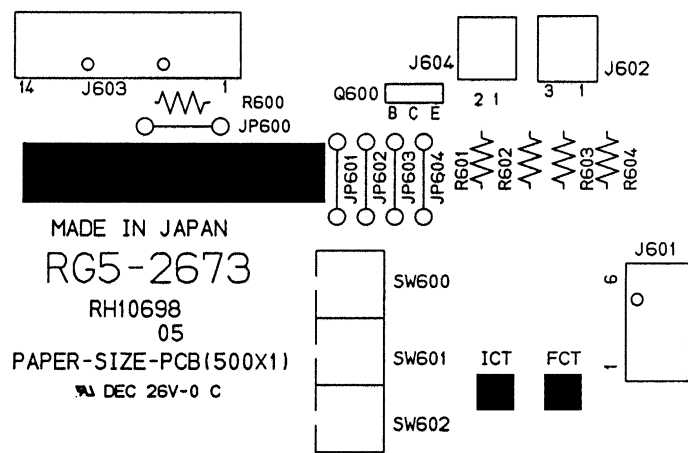 J604
J602
14
J603
1
2 1
3 1
R600
Q600
B C E
JP600
JP601
JP602
JP603
JP604
R601
R602
R603
R604
MADE IN JAPAN
RG5-2673
RH10698
05
PAPER-SIZE-PCB(500X1)
DEC 26V-0 C
SW600
SW601
SW602
ICT
FCT
J601
6
1